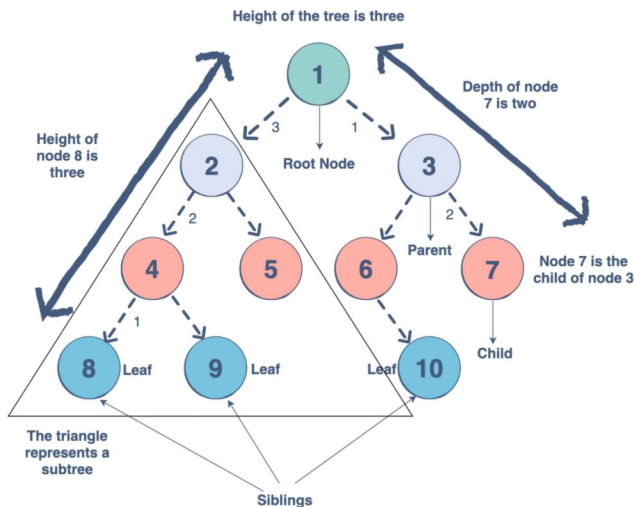 Height of the tree is three
1
Depth of node
7 is two
3
1
Height of
node 8 is
three
2
Root Node
3
2
2
Parent
4
5
6
7
Node 7 is the
child of node 3
1
8
Leaf
9
Leaf
Leaf
10
Child
The triangle
represents a
subtree
Siblings